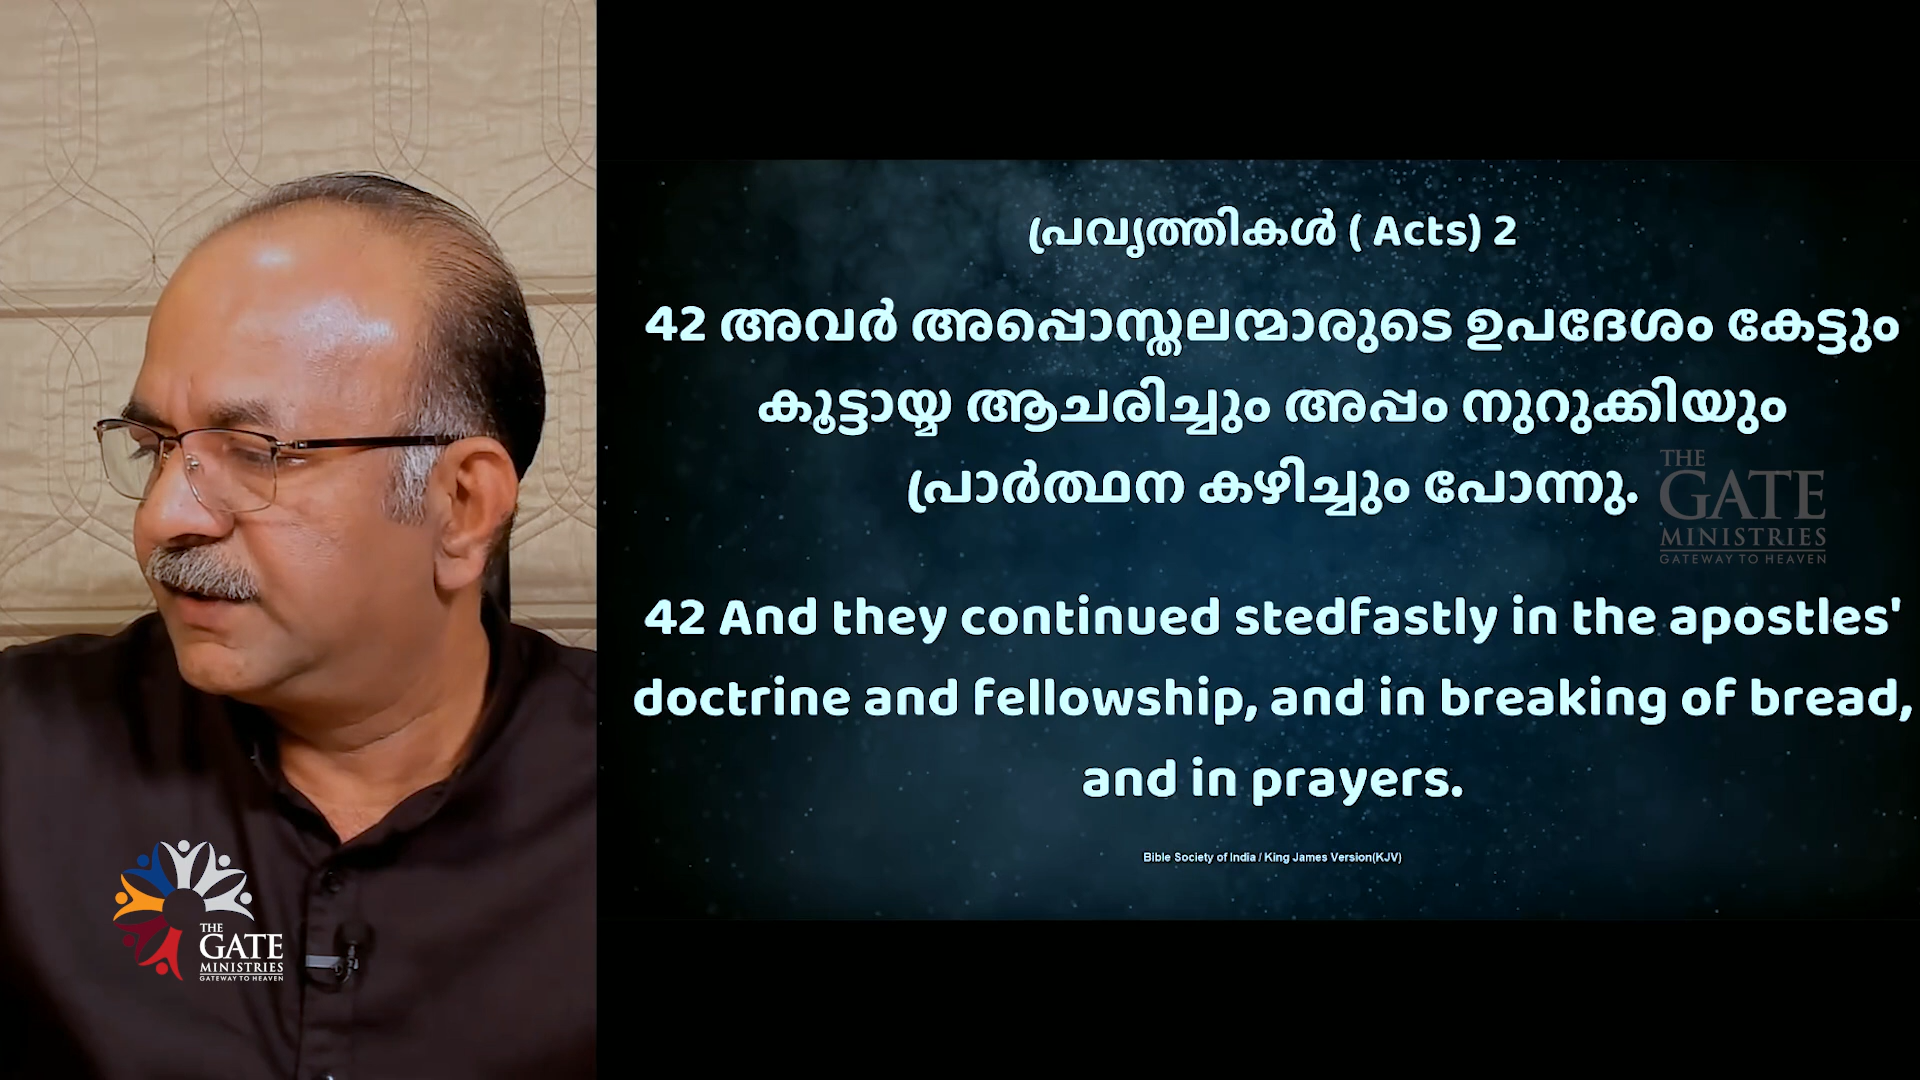 പ്രവൃത്തികൾ ( Acts) 2
42 അവർ അപ്പൊസ്തലന്മാരുടെ ഉപദേശം കേട്ടും
കൂട്ടായ്മ ആചരിച്ചും അപ്പം നുറുക്കിയും
പ്രാർത്ഥന കഴിച്ചും പോന്നു.
THE
GATE
MINISTRIES
GATEWAY TO HEAVEN
42 And they continued stedfastly in the apostles'
doctrine and fellowship, and in breaking of bread,
and in prayers.
Bible Society of India / King James Version(KJV)
THE
GATE
MINISTRIES
GATEWAY TO HEAVEN